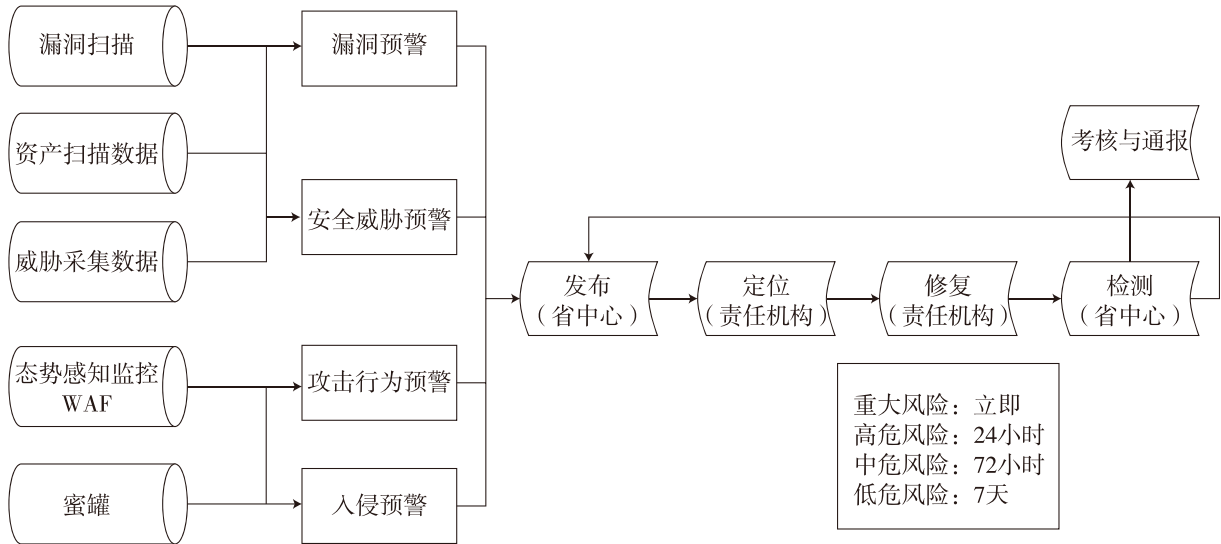 漏洞扫描
资产扫描数据
威胁采集数据
态势感知监控
WAF
蜜罐
漏洞预警
安全威胁预警
攻击行为预警
入侵预警
发布
（省中心）
定位
（责任机构）
修复
（责任机构）
检测
（省中心）
考核与通报
重大风险：立即
高危风险：24小时
中危风险：72小时
低危风险：7天